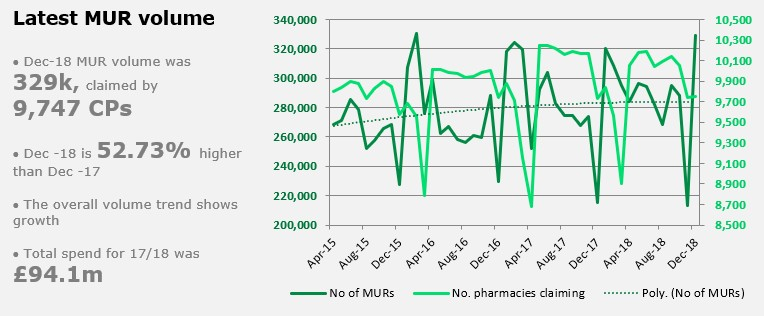 Latest MUR volume
• Dec-18 MUR volume was
329k, claimed by
9,747 CPs
• Dec -18 is 52.73% higher
than Dec -17
• The overall volume trend shows
growth
• Total spend for 17/18 was
£94.1m
340,000
320,000
300,000
280,000
260,000
240,000
220,000
200,000
10,500
10,300
10,100
9,900
9,700
9,500
9,300
9,100
8,900
8,700
8,500
Apr-15
Aug-15
Dec-15
Apr-16
Aug-16
Dec-16
Apr-17
Aug-17
Dec-17
Apr-18
Aug-18
Dec-18
No of MURs
No. pharmacies claiming
Poly. (No of MURs)